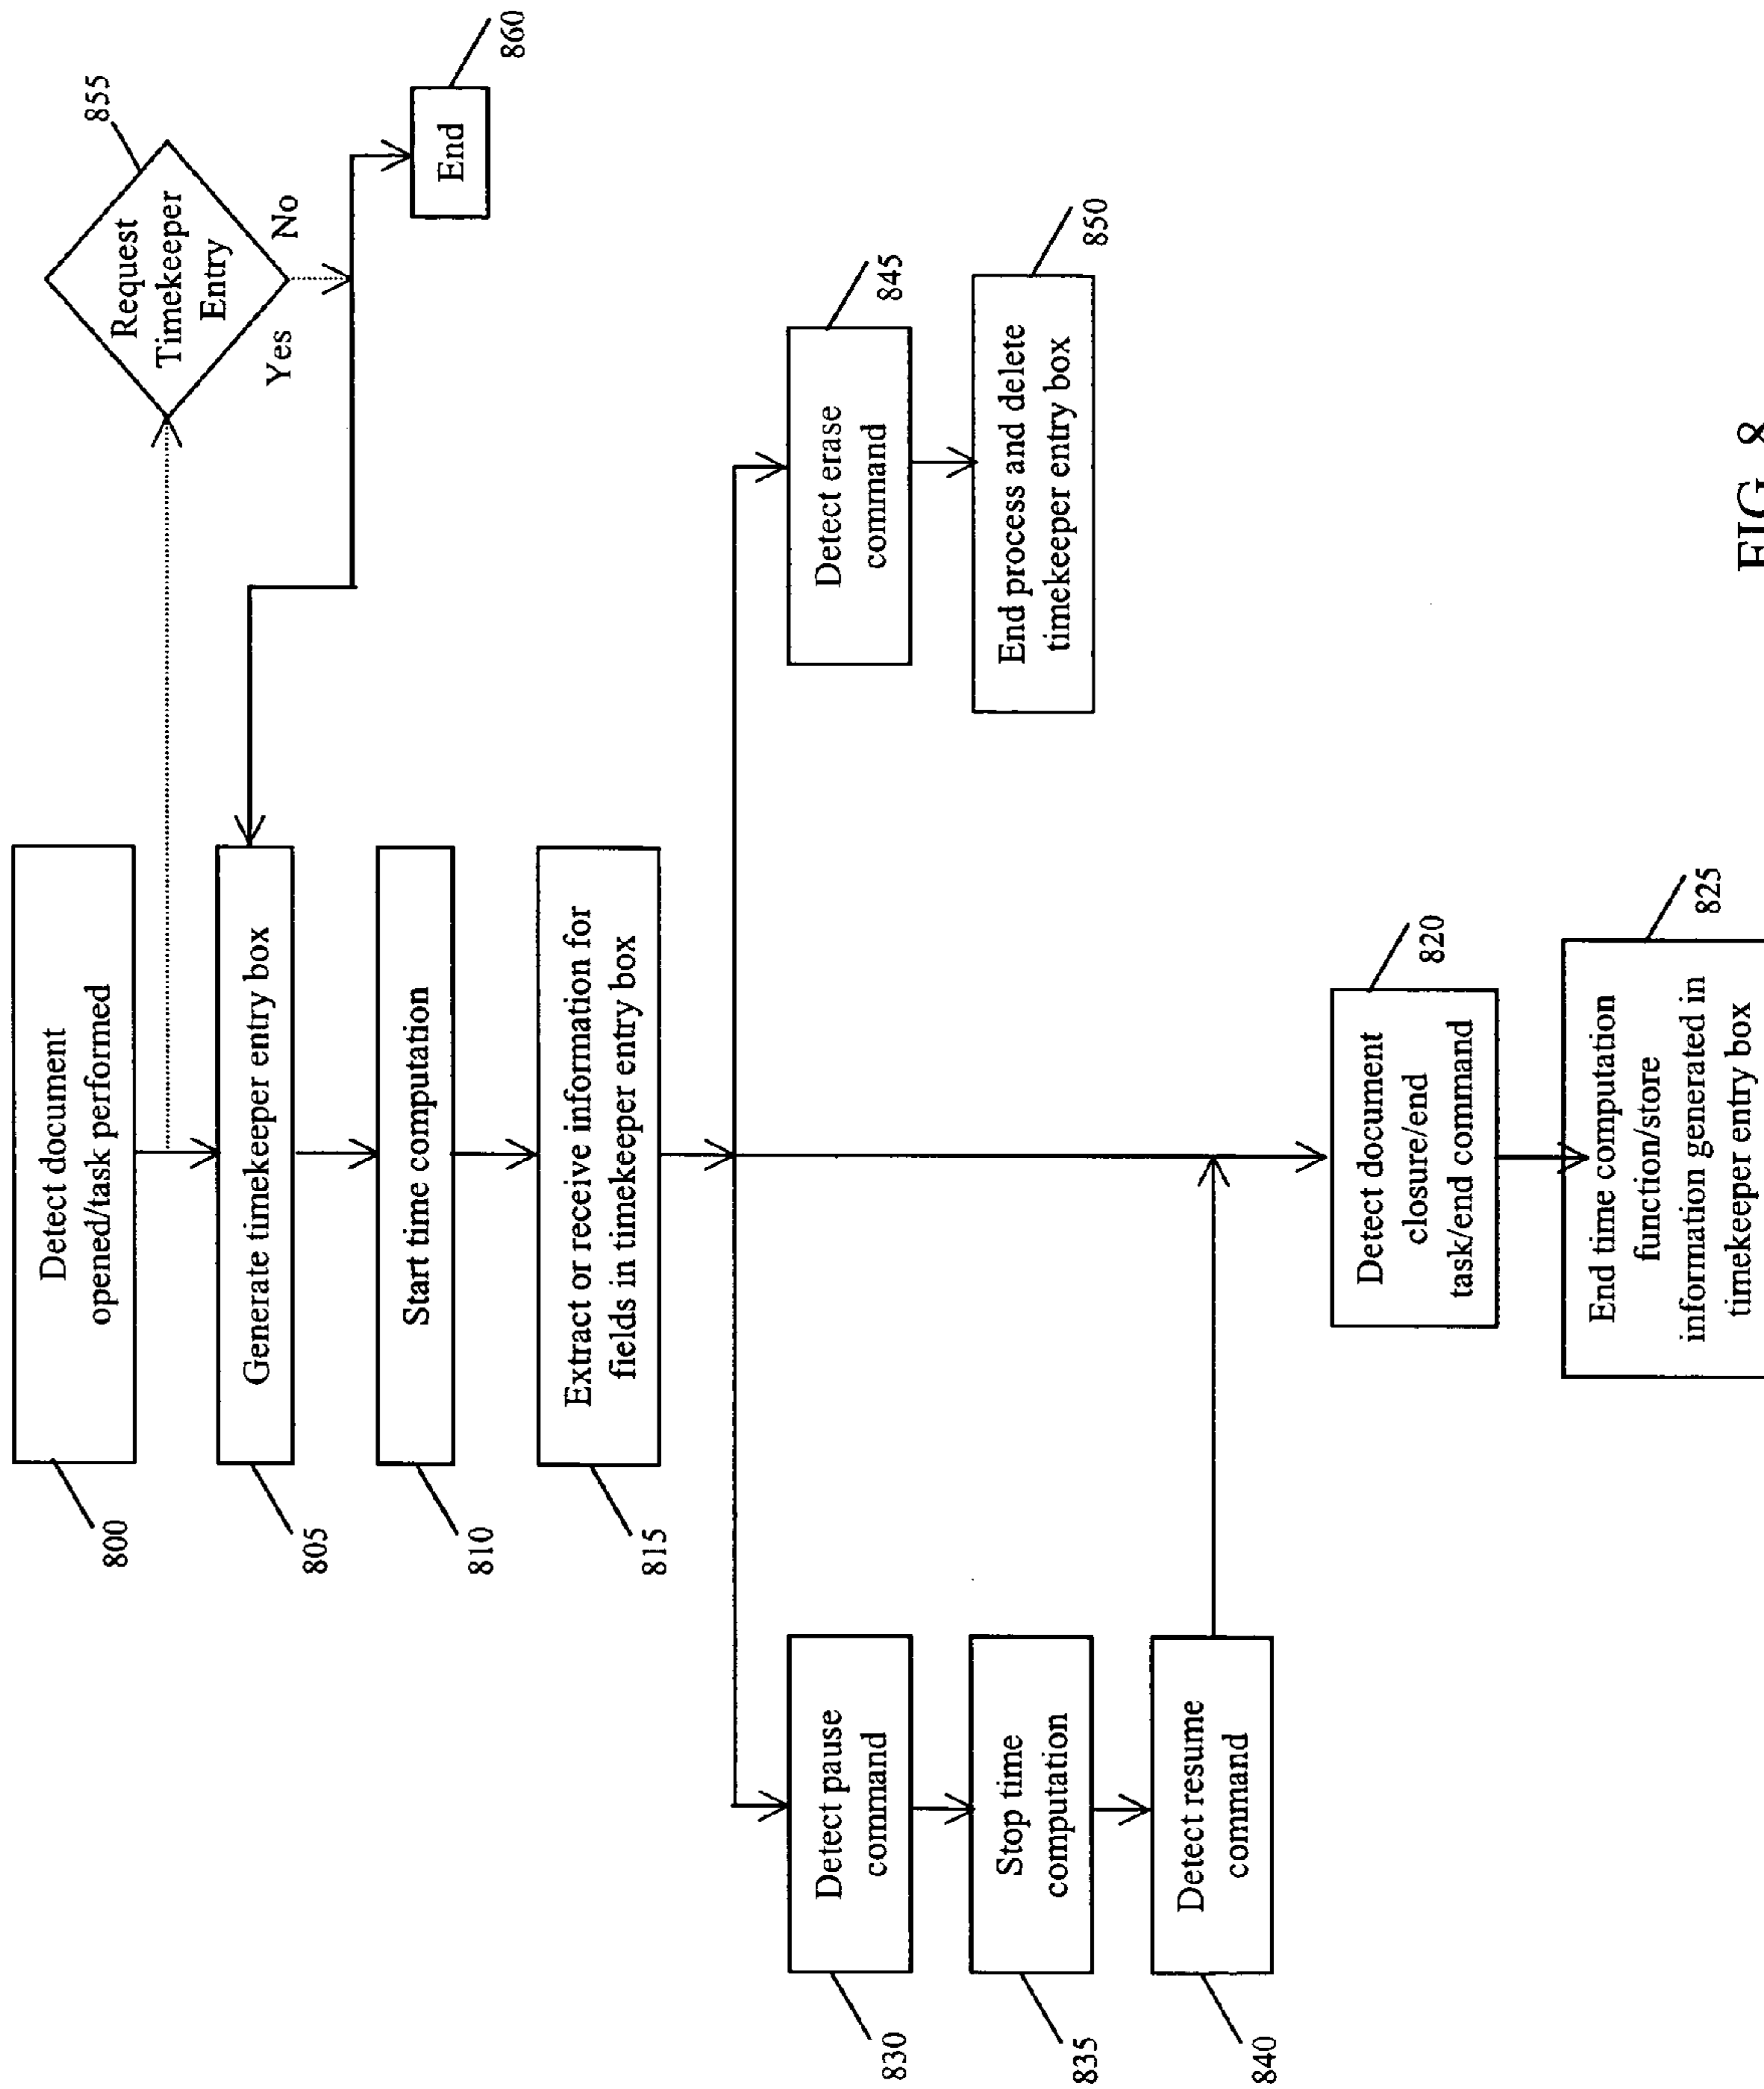 Detect document
opened/task performed
800
Request
Timekeeper
Entry
855
Yes
No
End
860
Generate timekeeper entry box
805
Start time computation
810
Extract or receive information for
fields in timekeeper entry box
815
Detect pause
command
830
Stop time
computation
835
Detect resume
command
840
Detect erase
command
845
End process and delete
timekeeper entry box
850
Detect document
closure/end
task/end command
820
End time computation
function/store
information generated in
timekeeper entry box
825
FIG. 8